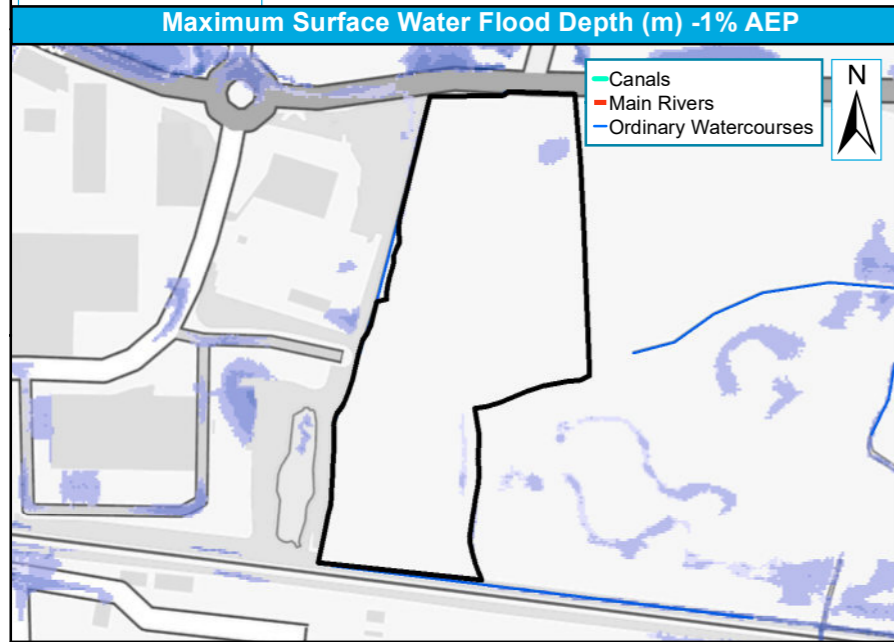 Maximum Surface Water Flood Depth (m) -1% AEP
Canals
Main Rivers
Ordinary Watercourses
N